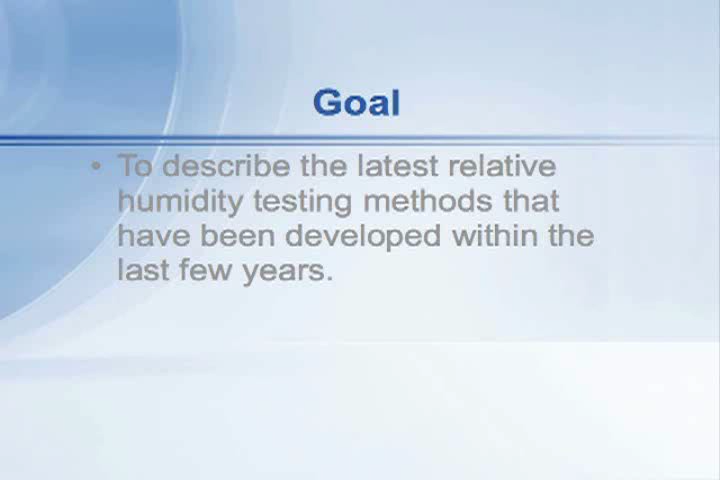 Goal
• To describe the latest relative
humidity testing methods that
have been developed within the
last few years.